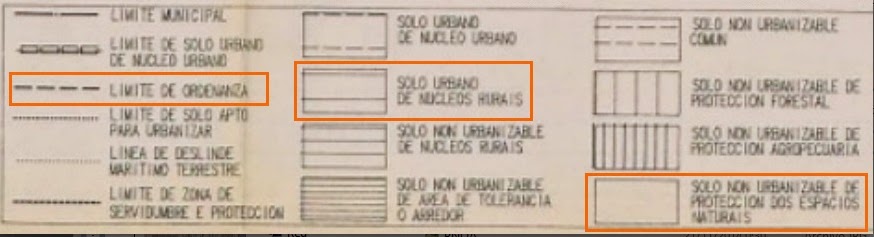 LIMITE MUNICIPAL
LIMITE DE SOLO URBANO
DE NUCLEO URBANO
LIMITE DE ORDENANZA
LIMITE DE SOLO APTO
PARA URBANIZAR
LINEA DE DESLINDE
MARITIMO TERRESTRE
LIMITE DE ZONA DE
SERVIDUMBRE E PROTECCION
SOLO URBANO
DE NUCLEO URBANO
SOLO URBANO
DE NUCLEOS RURAIS
SOLO NON URBANIZABLE
DE NUCLEOS RURAIS
SOLO NON URBANIZABLE
DE AREA DE TOLERANCIA
O ARREDOR
SOLO NON URBANIZABLE
COMUN
SOLO NON URBANIZABLE DE
PROTECCION FORESTAL
SOLO NON URBANIZABLE DE
PROTECCION AGROPECUARIA
SOLO NON URBANIZABLE DE
PROTECCION DOS ESPACIOS
NATURAIS